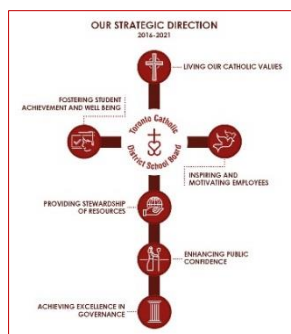 OUR STRATEGIC DIRECTION
2016-2021
LIVING OUR CATHOLIC VALUES
FOSTERING STUDENT
ACHIEVEMENT AND WELL BEING
Toronto Catholic
District School Board
INSPIRING AND
MOTIVATING EMPLOYEES
PROVIDING STEWARDSHIP
OF RESOURCES
ENHANCING PUBLIC
CONFIDENCE
ACHIEVING EXCELLENCE IN
GOVERNANCE